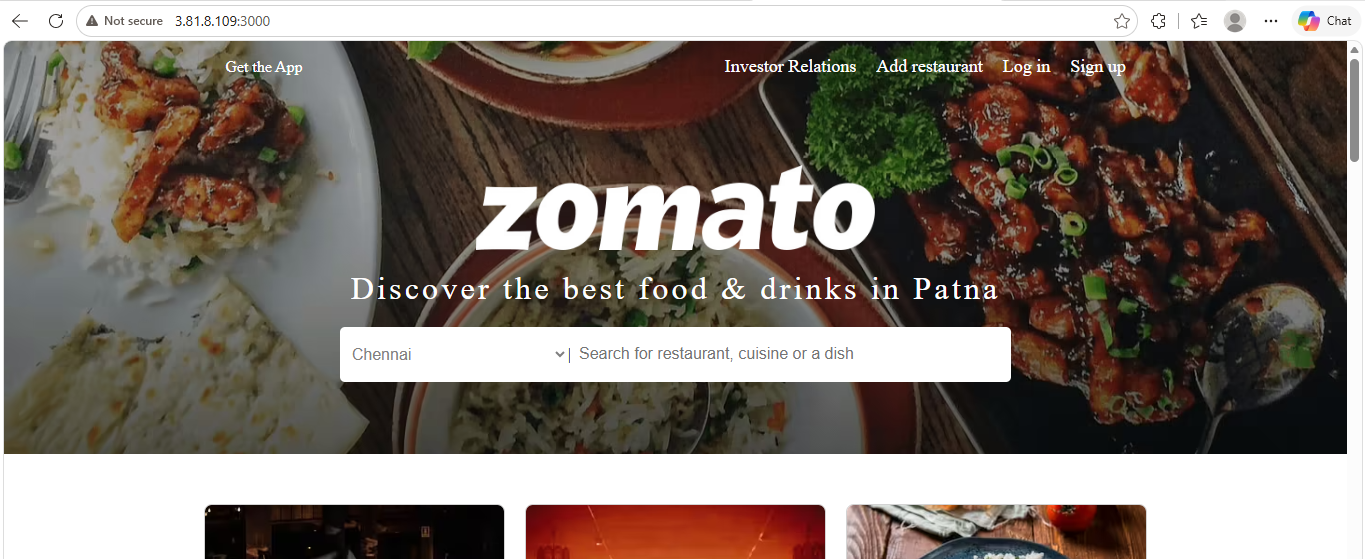 Not secure 3.81.8.109:3000
Chat
Get the App
Investor Relations Add restaurant Log in Sign up
zomato
Discover the best food & drinks in Patna
Chennai | Search for restaurant, cuisine or a dish